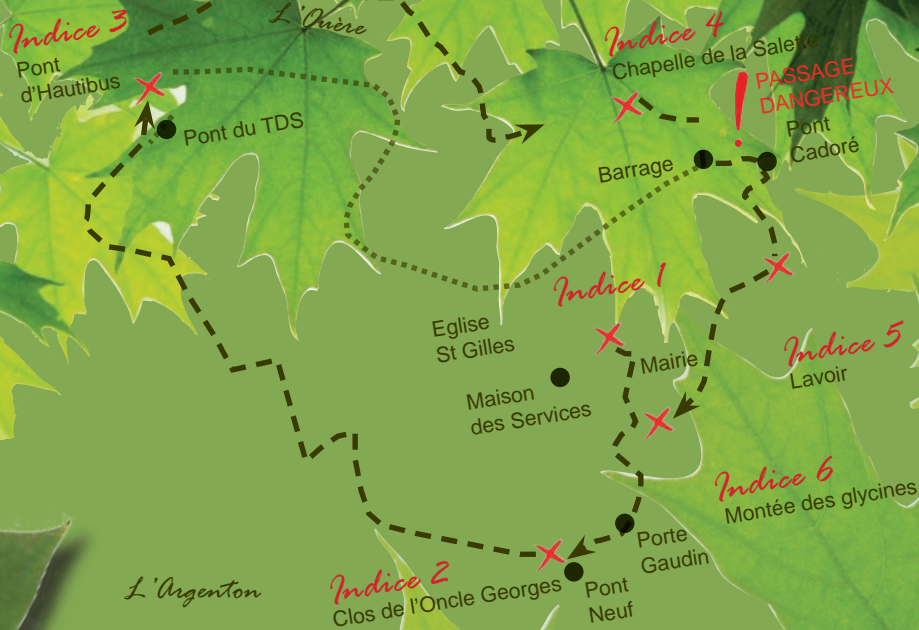 L'Ouère
Indice 3
Pont
d'Hautibus
Pont du TDS
Indice 4
Chapelle de la Salette
PASSAGE
DANGEREUX
Pont
Cadoré
Barrage
Indice 1
Eglise
St Gilles
Mairie
Maison
des Services
Indice 5
Lavoir
Indice 6
Montée des glycines
Porte
Gaudin
Indice 2
Clos de l'Oncle Georges
Pont
Neuf
L'Argenton